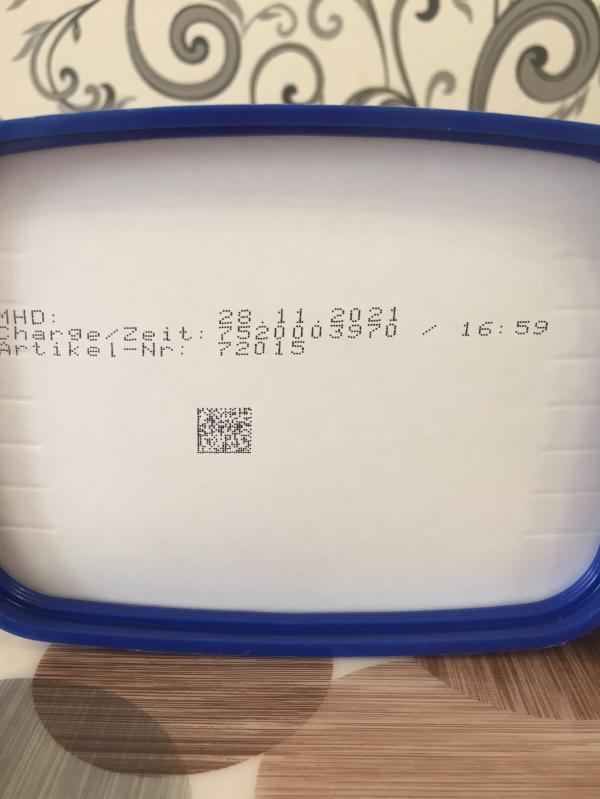 MHD: 28.11.2021
Charge/Zeit: 7520003970 / 16:59
Artikel-Nr: 72015